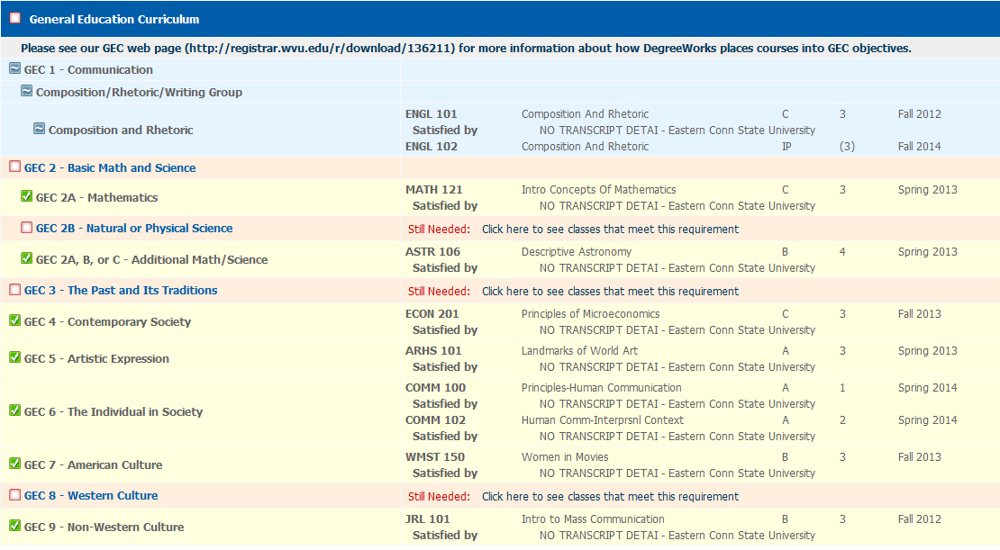 General Education Curriculum
Please see our GEC web page (http://registrar.wvu.edu/r/download/136211) for more information about how DegreeWorks places courses into GEC objectives.
GEC 1 - Communication
Composition/Rhetoric/Writing Group
Composition and Rhetoric
ENGL 101 Composition And Rhetoric C 3 Fall 2012
Satisfied by NO TRANSCRIPT DETAI - Eastern Conn State University
ENGL 102 Composition And Rhetoric IP (3) Fall 2014
GEC 2 - Basic Math and Science
GEC 2A - Mathematics
MATH 121 Intro Concepts Of Mathematics C 3 Spring 2013
Satisfied by NO TRANSCRIPT DETAI - Eastern Conn State University
GEC 2B - Natural or Physical Science Still Needed: Click here to see classes that meet this requirement
GEC 2A, B, or C - Additional Math/Science
ASTR 106 Descriptive Astronomy B 4 Spring 2013
Satisfied by NO TRANSCRIPT DETAI - Eastern Conn State University
GEC 3 - The Past and Its Traditions Still Needed: Click here to see classes that meet this requirement
GEC 4 - Contemporary Society
ECON 201 Principles of Microeconomics C 3 Fall 2013
Satisfied by NO TRANSCRIPT DETAI - Eastern Conn State University
GEC 5 - Artistic Expression
ARHS 101 Landmarks of World Art A 3 Spring 2013
Satisfied by NO TRANSCRIPT DETAI - Eastern Conn State University
GEC 6 - The Individual in Society
COMM 100 Principles-Human Communication A 1 Spring 2014
Satisfied by NO TRANSCRIPT DETAI - Eastern Conn State University
COMM 102 Human Comm-Interprsnl Context A 2 Spring 2014
Satisfied by NO TRANSCRIPT DETAI - Eastern Conn State University
GEC 7 - American Culture
WMST 150 Women in Movies B 3 Fall 2013
Satisfied by NO TRANSCRIPT DETAI - Eastern Conn State University
GEC 8 - Western Culture Still Needed: Click here to see classes that meet this requirement
GEC 9 - Non-Western Culture
JRL 101 Intro to Mass Communication B 3 Fall 2012
Satisfied by NO TRANSCRIPT DETAI - Eastern Conn State University